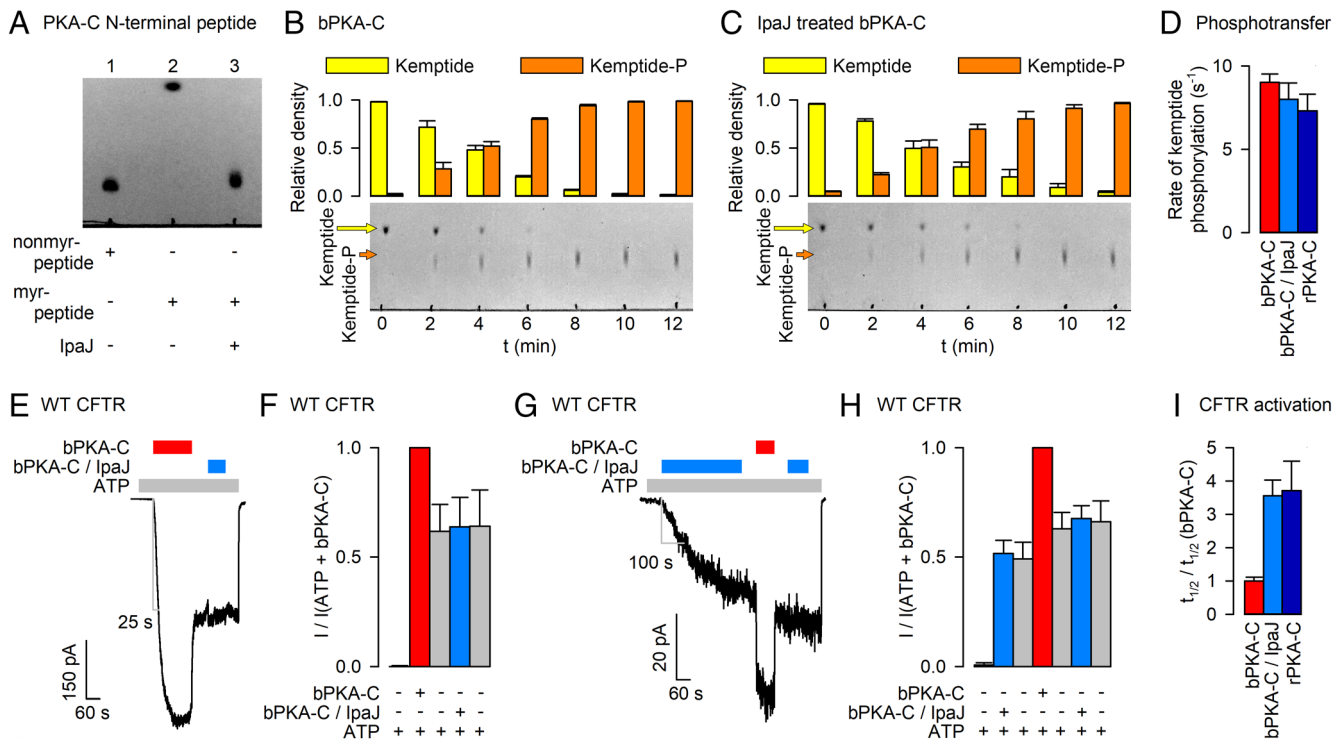 A PKA-C N-terminal peptide
1 2 3
nonmyr-
peptide + - -
myr-
peptide - + +
IpaJ - - +
B bPKA-C
Kemptide Kemptide-P
Relative density
1.0
0.5
0.0
Kemptide
Kemptide-P
0 2 4 6 8 10 12
t (min)
C IpaJ treated bPKA-C
Kemptide Kemptide-P
Relative density
1.0
0.5
0.0
Kemptide
Kemptide-P
0 2 4 6 8 10 12
t (min)
D Phosphotransfer
Rate of kemptide
phosphorylation (s⁻¹)
10
5
0
bPKA-C
bPKA-C / IpaJ
rPKA-C
E WT CFTR
bPKA-C
bPKA-C / IpaJ
ATP
25 s
150 pA
60 s
F WT CFTR
I / I(ATP + bPKA-C)
1.0
0.5
0.0
bPKA-C - + - - -
bPKA-C / IpaJ - - - + -
ATP + + + + +
G WT CFTR
bPKA-C
bPKA-C / IpaJ
ATP
100 s
20 pA
60 s
H WT CFTR
I / I(ATP + bPKA-C)
1.0
0.5
0.0
bPKA-C - - - + - - -
bPKA-C / IpaJ - + - - - + -
ATP + + + + + + +
I CFTR activation
t1/2 / t1/2 (bPKA-C)
5
4
3
2
1
0
bPKA-C
bPKA-C / IpaJ
rPKA-C